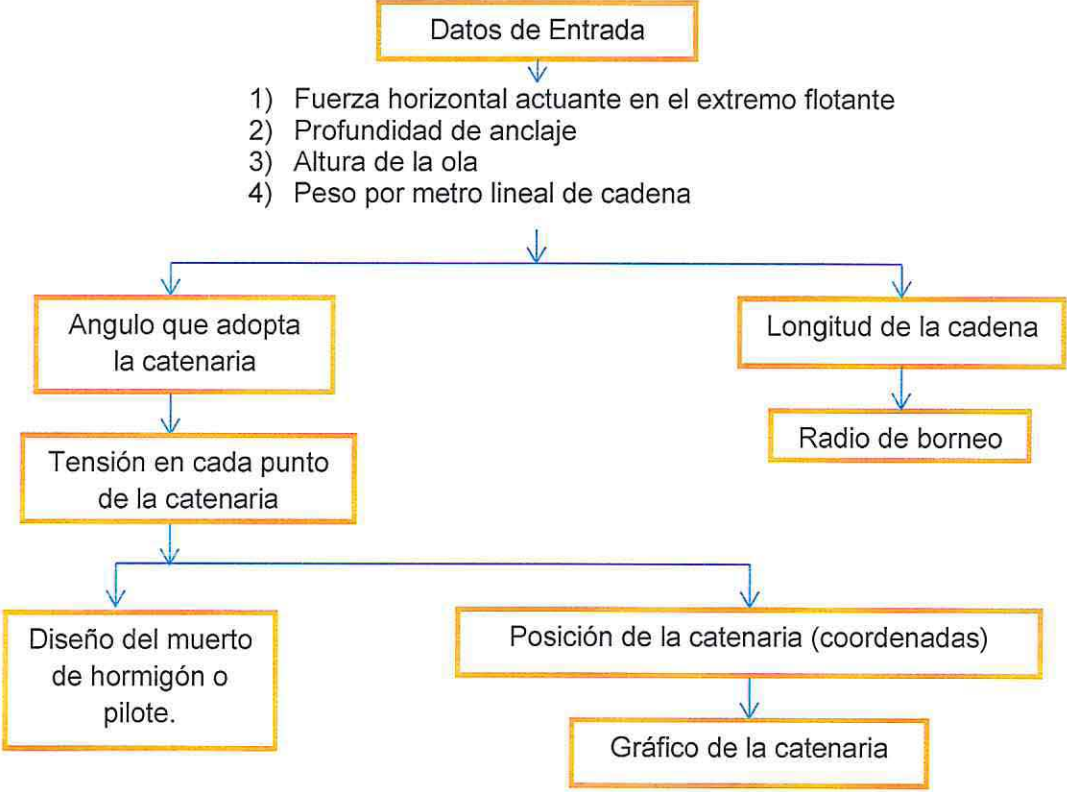 Datos de Entrada
1) Fuerza horizontal actuante en el extremo flotante
2) Profundidad de anclaje
3) Altura de la ola
4) Peso por metro lineal de cadena
Angulo que adopta
la catenaria
Longitud de la cadena
Radio de borneo
Tensión en cada punto
de la catenaria
Diseño del muerto
de hormigón o
pilote.
Posición de la catenaria (coordenadas)
Gráfico de la catenaria